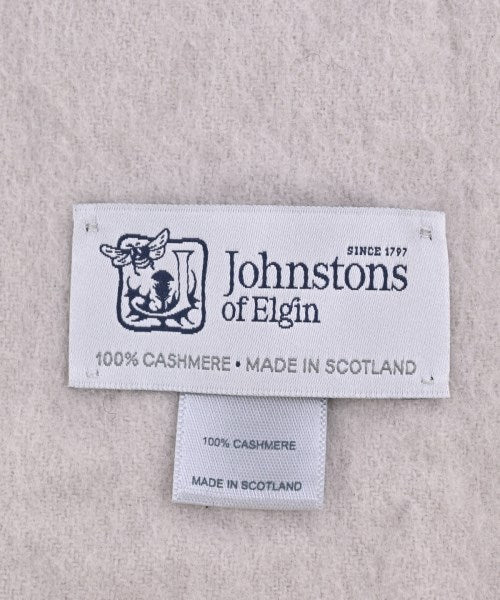 SINCE 1797
Johnstons
of Elgin
100% CASHMERE • MADE IN SCOTLAND
100% CASHMERE
MADE IN SCOTLAND